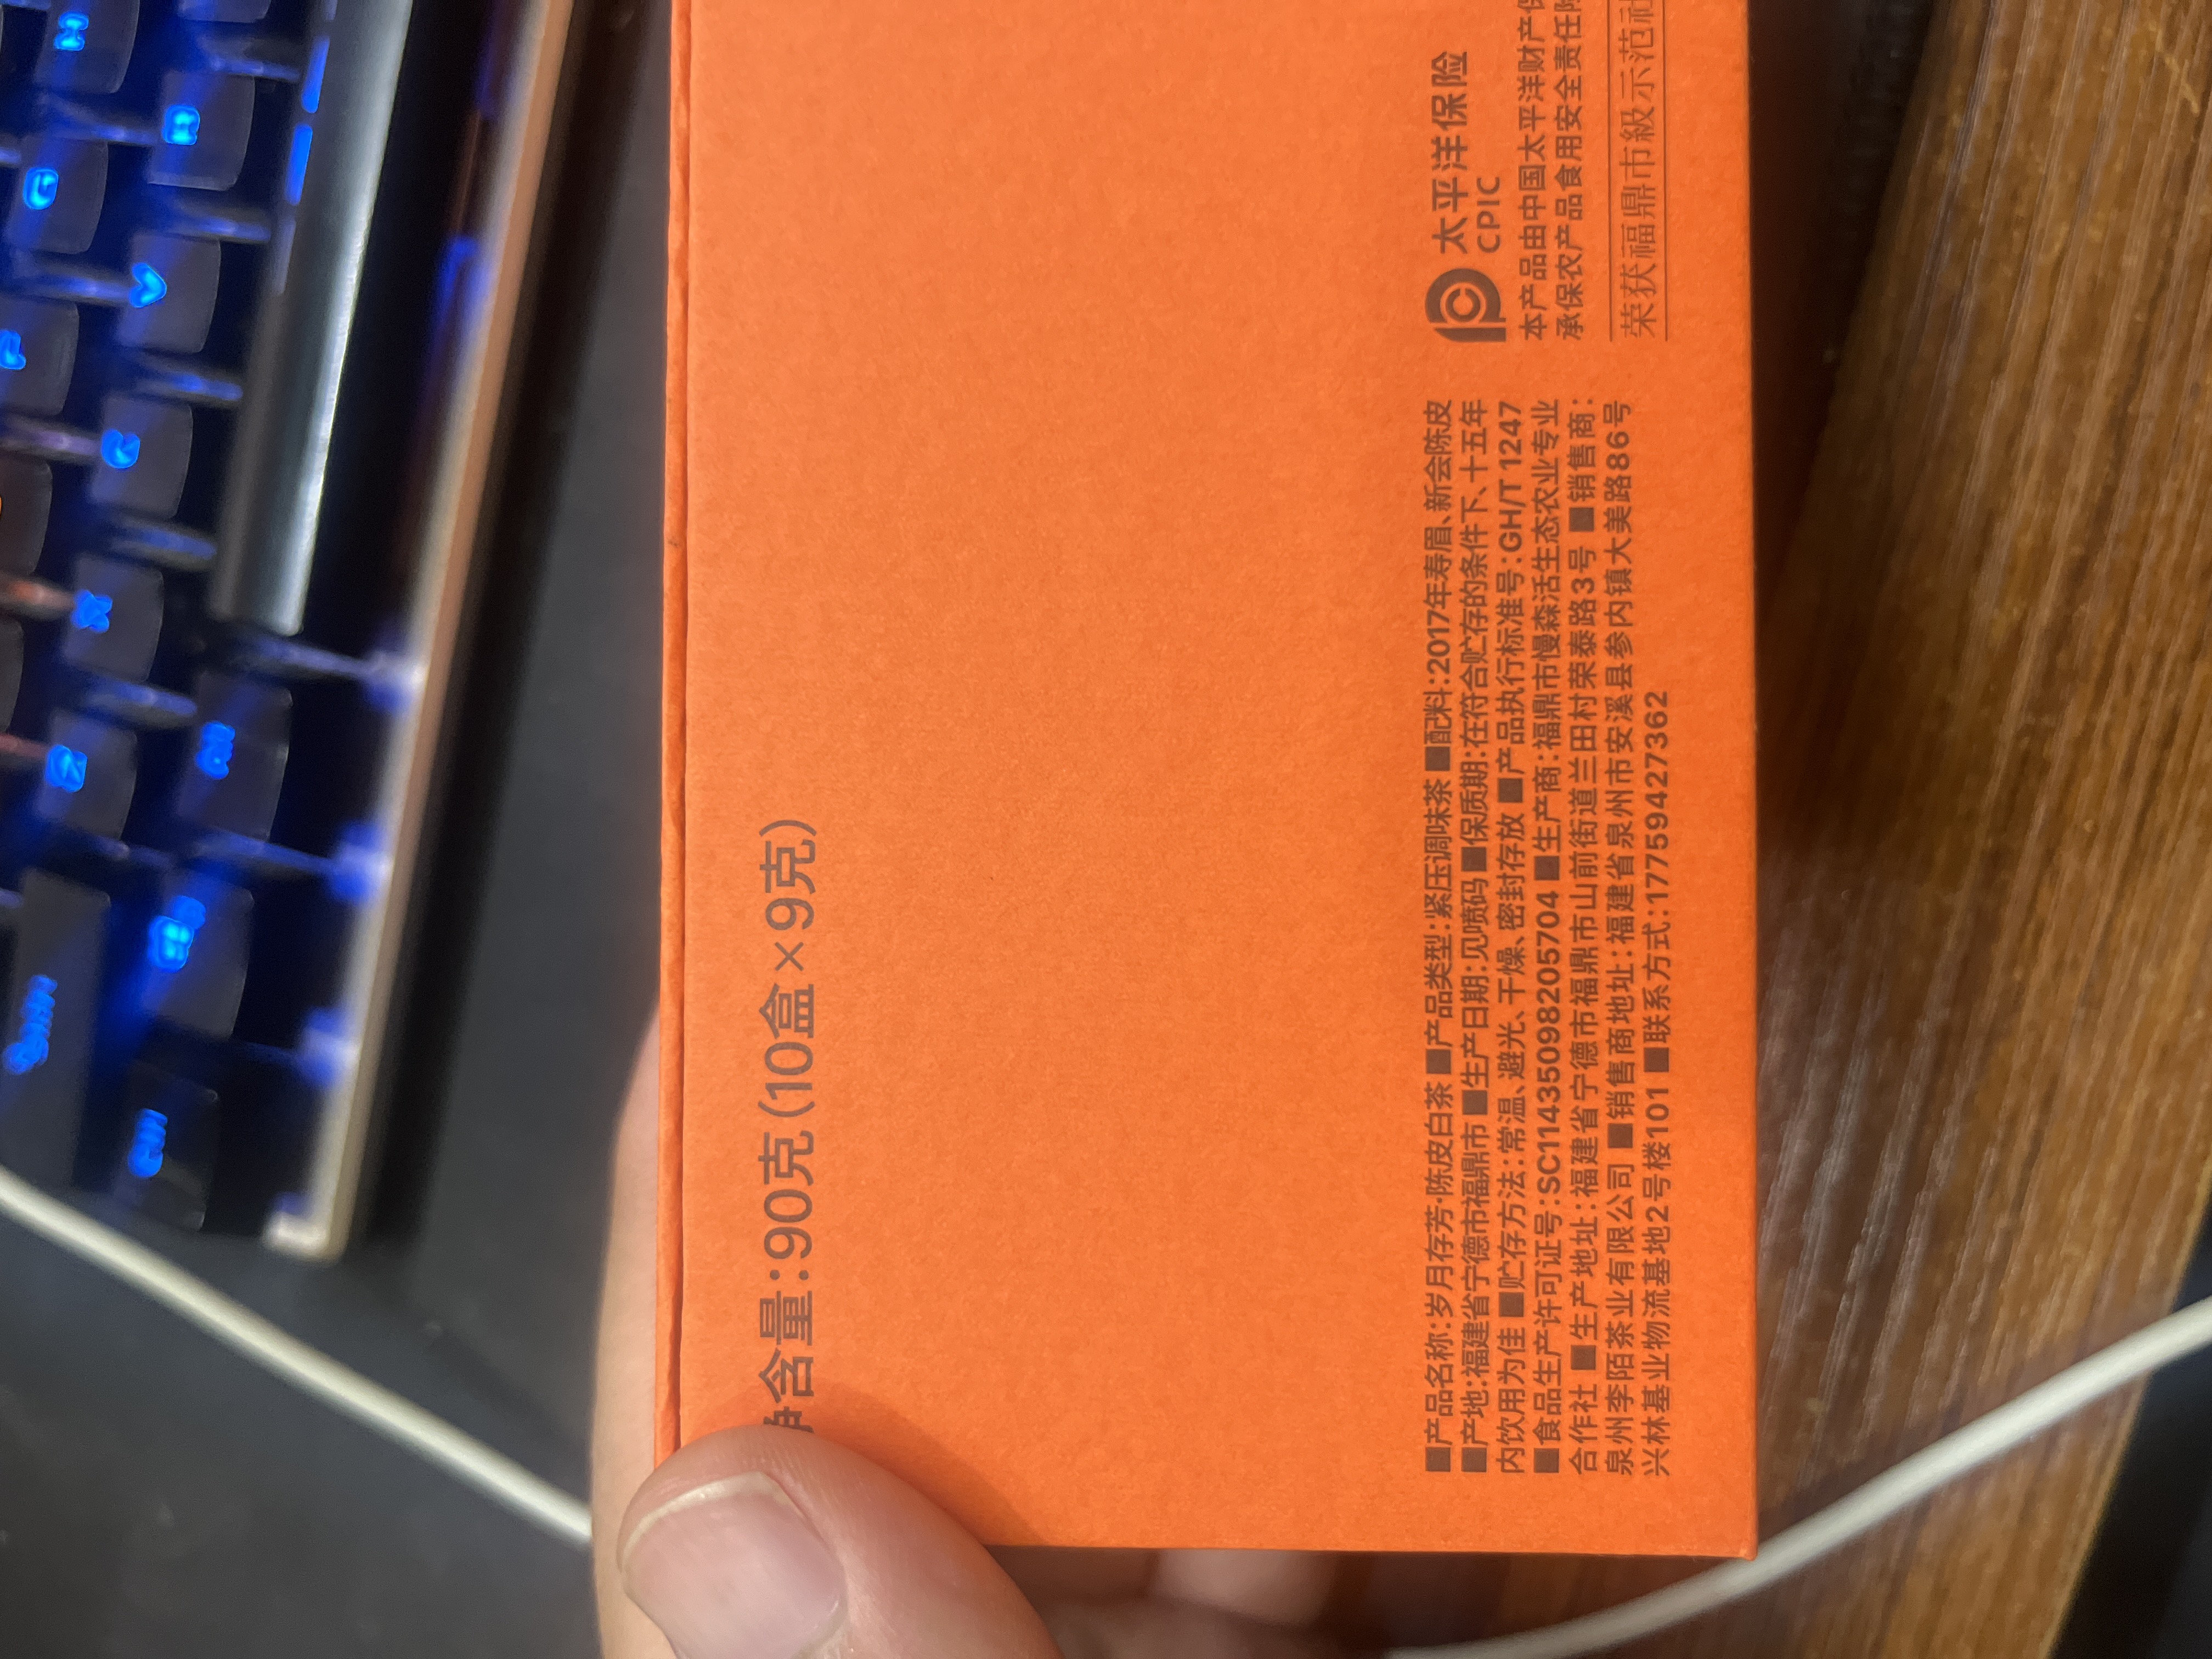 净含量:90克(10盒×9克)
■产品名称:岁月存芳·陈皮白茶 ■产品类型:紧压调味茶 ■配料:2017年寿眉、新会陈皮
■产地:福建省宁德市福鼎市 ■生产日期:见喷码 ■保质期:在符合贮存的条件下、十五年
内饮用为佳 ■贮存方法:常温、避光、干燥、密封存放 ■产品执行标准号:GH/T 1247
■食品生产许可证号:SC11435098205704 ■生产商:福鼎市慢森活生态农业专业
合作社 ■生产地址:福建省宁德市福鼎市山前街道兰田村荣泰路3号 ■销售商:
泉州李陌茶业有限公司 ■销售商地址:福建省泉州市安溪县参内镇大美路86号
兴林基业物流基地2号楼101 ■联系方式:17759427362
太平洋保险
CPIC
本产品由中国太平洋财产
承保农产品食用安全责任
荣获福鼎市級示范
G
V
C
X
Z
Alt
Ctrl